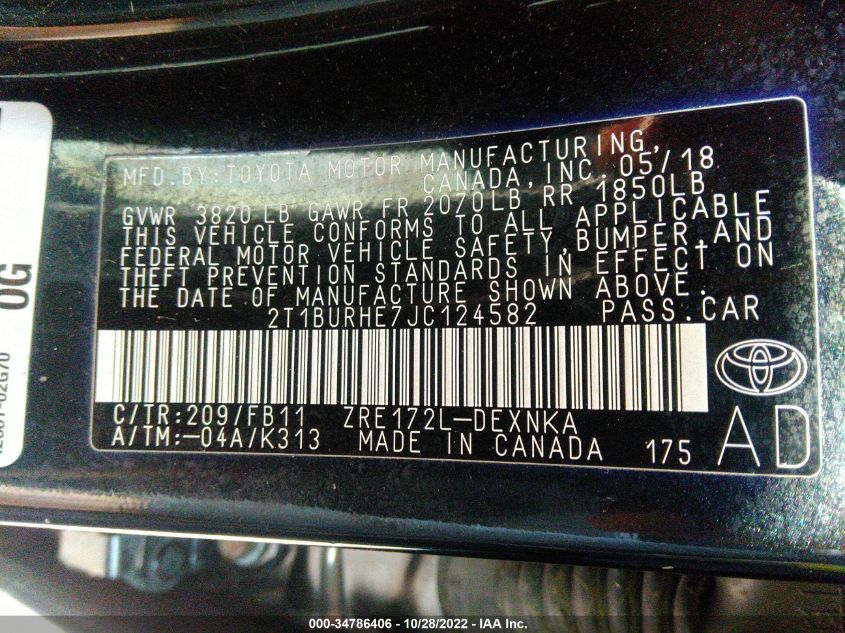 MFD.BY:TOYOTA MOTOR MANUFACTURING,
CANADA,INC.05/18
GVWR 3820 LB GAWR FR 2070LB RR 1850LB
THIS VEHICLE CONFORMS TO ALL APPLICABLE
FEDERAL MOTOR VEHICLE SAFETY,BUMPER,AND
THEFT PREVENTION STANDARDS IN EFFECT ON
THE DATE OF MANUFACTURE SHOWN ABOVE.
2T1BURHE7JC124582 PASS.CAR
C/TR:209/FB11 ZRE172L-DEXNKA
A/TM:-04A/K313 MADE IN CANADA 175
AD
0G
000-34786406 - 10/28/2022 - IAA Inc.